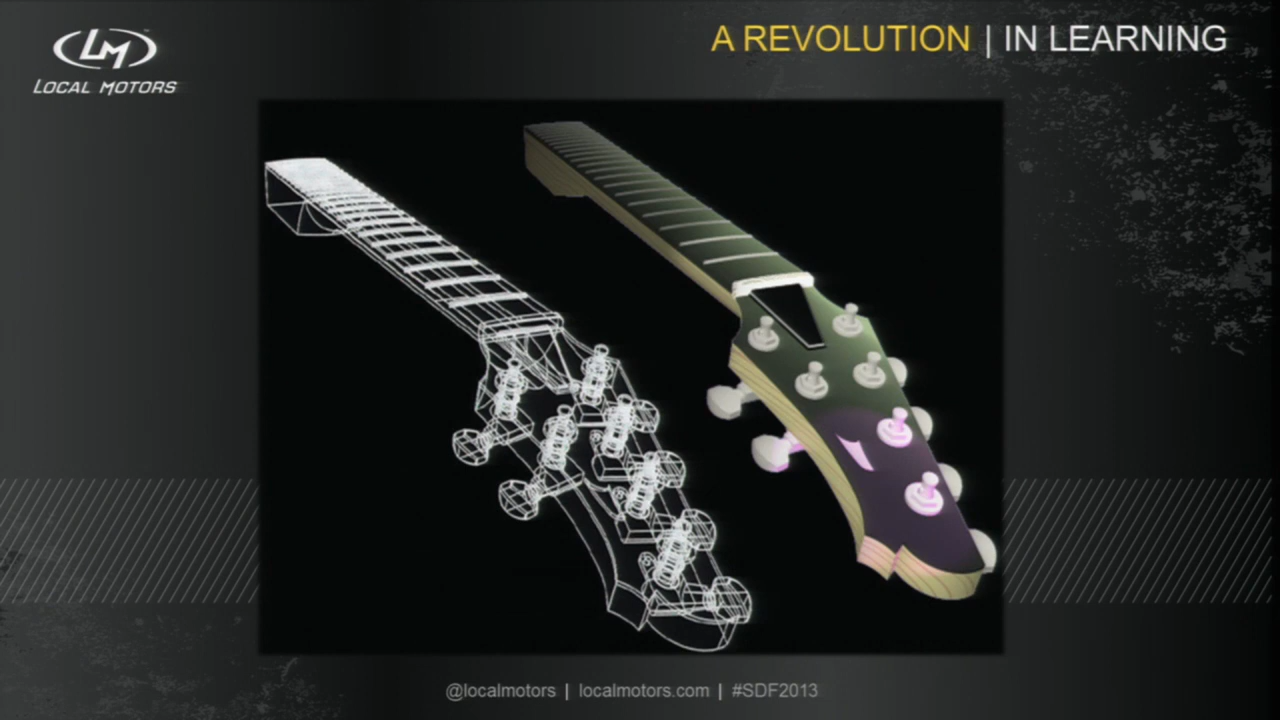 LM
LOCAL MOTORS
A REVOLUTION | IN LEARNING
@localmotors | localmotors.com | #SDF2013